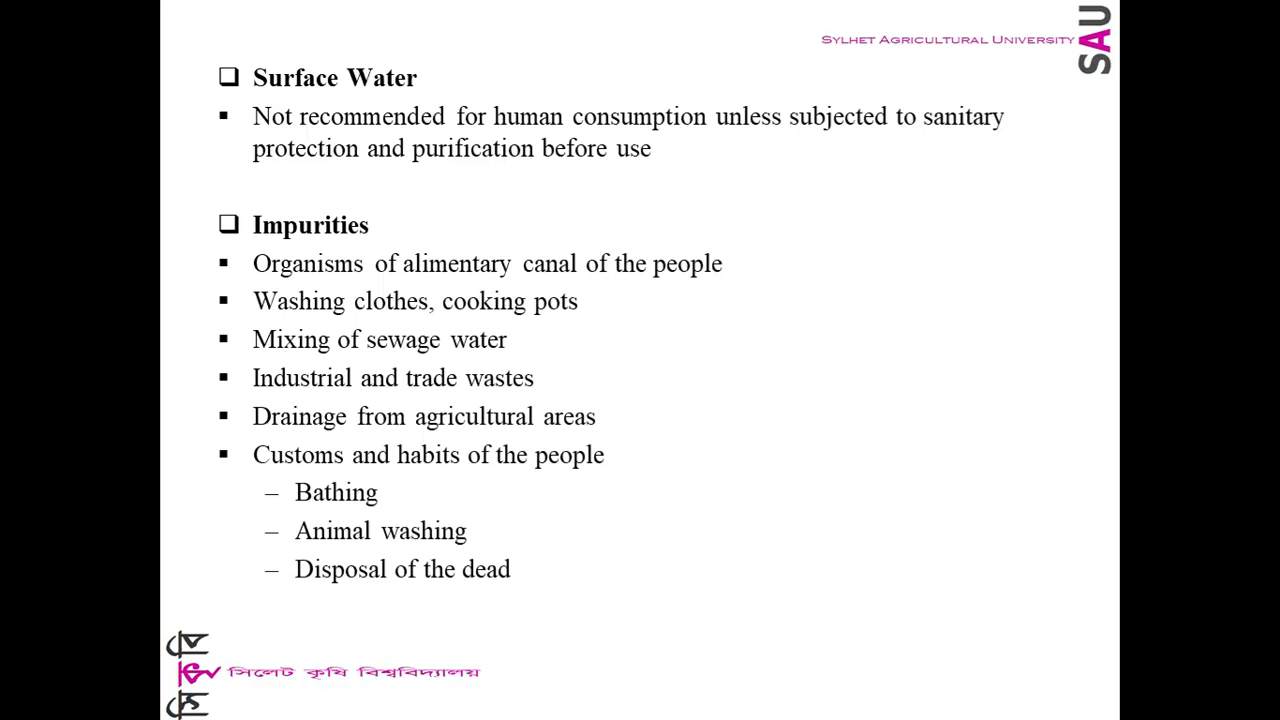 SYLHET AGRICULTURAL UNIVERSITY
SAU
❑ Surface Water
▪ Not recommended for human consumption unless subjected to sanitary
protection and purification before use
❑ Impurities
▪ Organisms of alimentary canal of the people
▪ Washing clothes, cooking pots
▪ Mixing of sewage water
▪ Industrial and trade wastes
▪ Drainage from agricultural areas
▪ Customs and habits of the people
– Bathing
– Animal washing
– Disposal of the dead
সিকৃবি
সিলেট কৃষি বিশ্ববিদ্যালয়